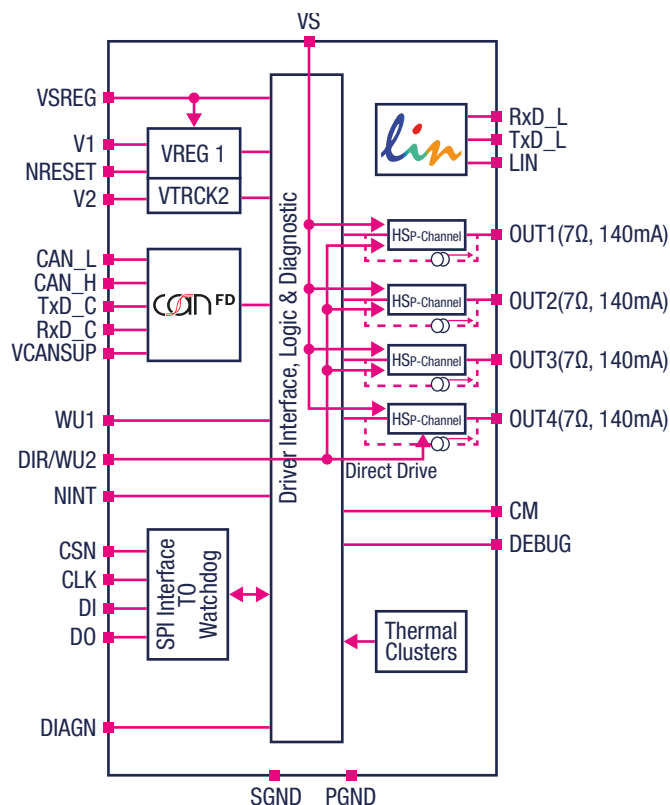 VS
VSREG
V1
NRESET
V2
VREG 1
VTRCK2
CAN_L
CAN_H
TxD_C
RxD_C
VCANSUP
CAN FD
WU1
DIR/WU2
NINT
CSN
CLK
DI
DO
SPI Interface
TO
Watchdog
DIAGN
Driver Interface, Logic & Diagnostic
lin
RxD_L
TxD_L
LIN
HSP-Channel
OUT1(7Ω, 140mA)
HSP-Channel
OUT2(7Ω, 140mA)
HSP-Channel
OUT3(7Ω, 140mA)
HSP-Channel
OUT4(7Ω, 140mA)
Direct Drive
CM
DEBUG
Thermal
Clusters
SGND
PGND